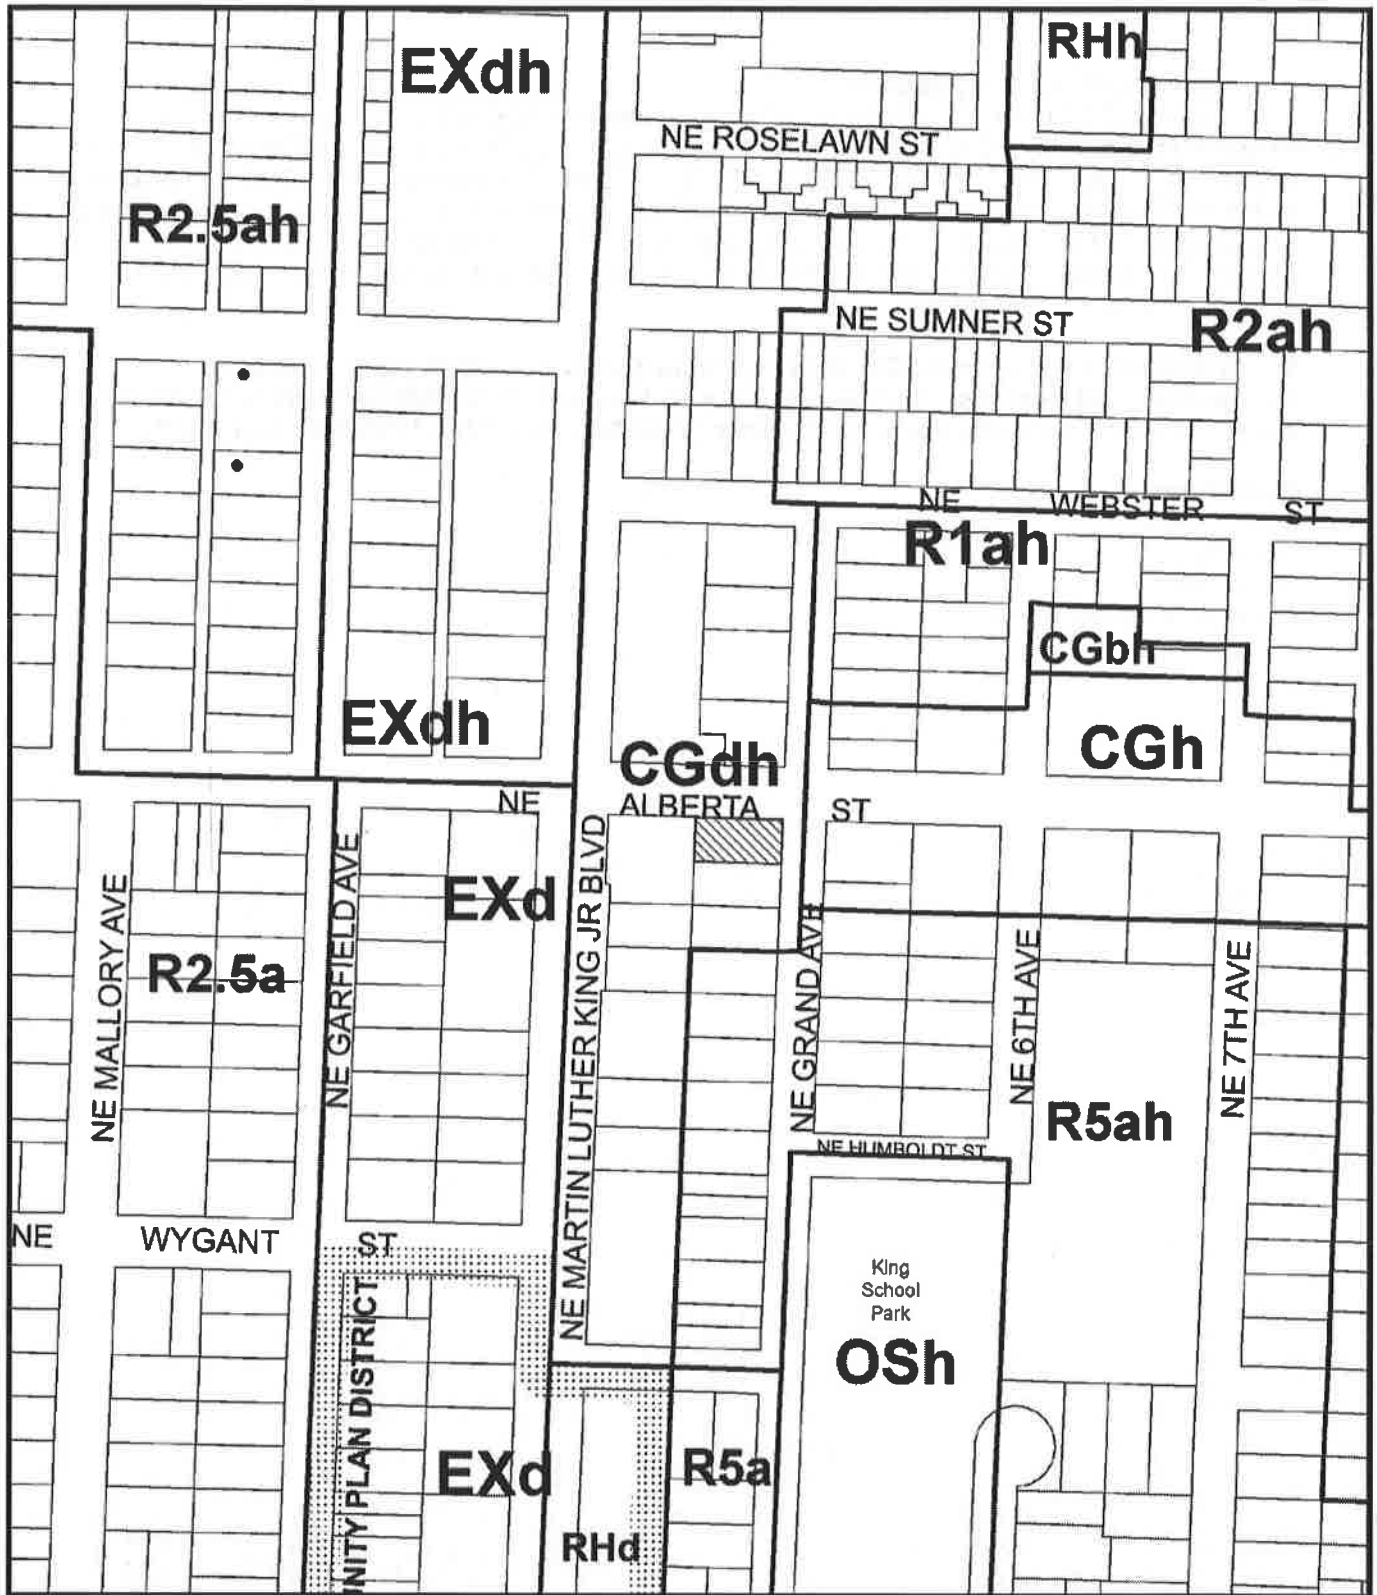 EXdh
RHh
NE ROSELAWN ST
R2.5ah
NE SUMNER ST
R2ah
NE WEBSTER ST
R1ah
CGbh
EXdh
CGdh
CGh
NE ALBERTA ST
EXd
NE MALLORY AVE
R2.5a
NE GARFIELD AVE
NE MARTIN LUTHER KING JR BLVD
NE GRAND AVE
NE 6TH AVE
NE 7TH AVE
R5ah
NE HUMBOLDT ST
NE WYGANT ST
King
School
Park
OSh
INITY PLAN DISTRICT
EXd
R5a
RHd